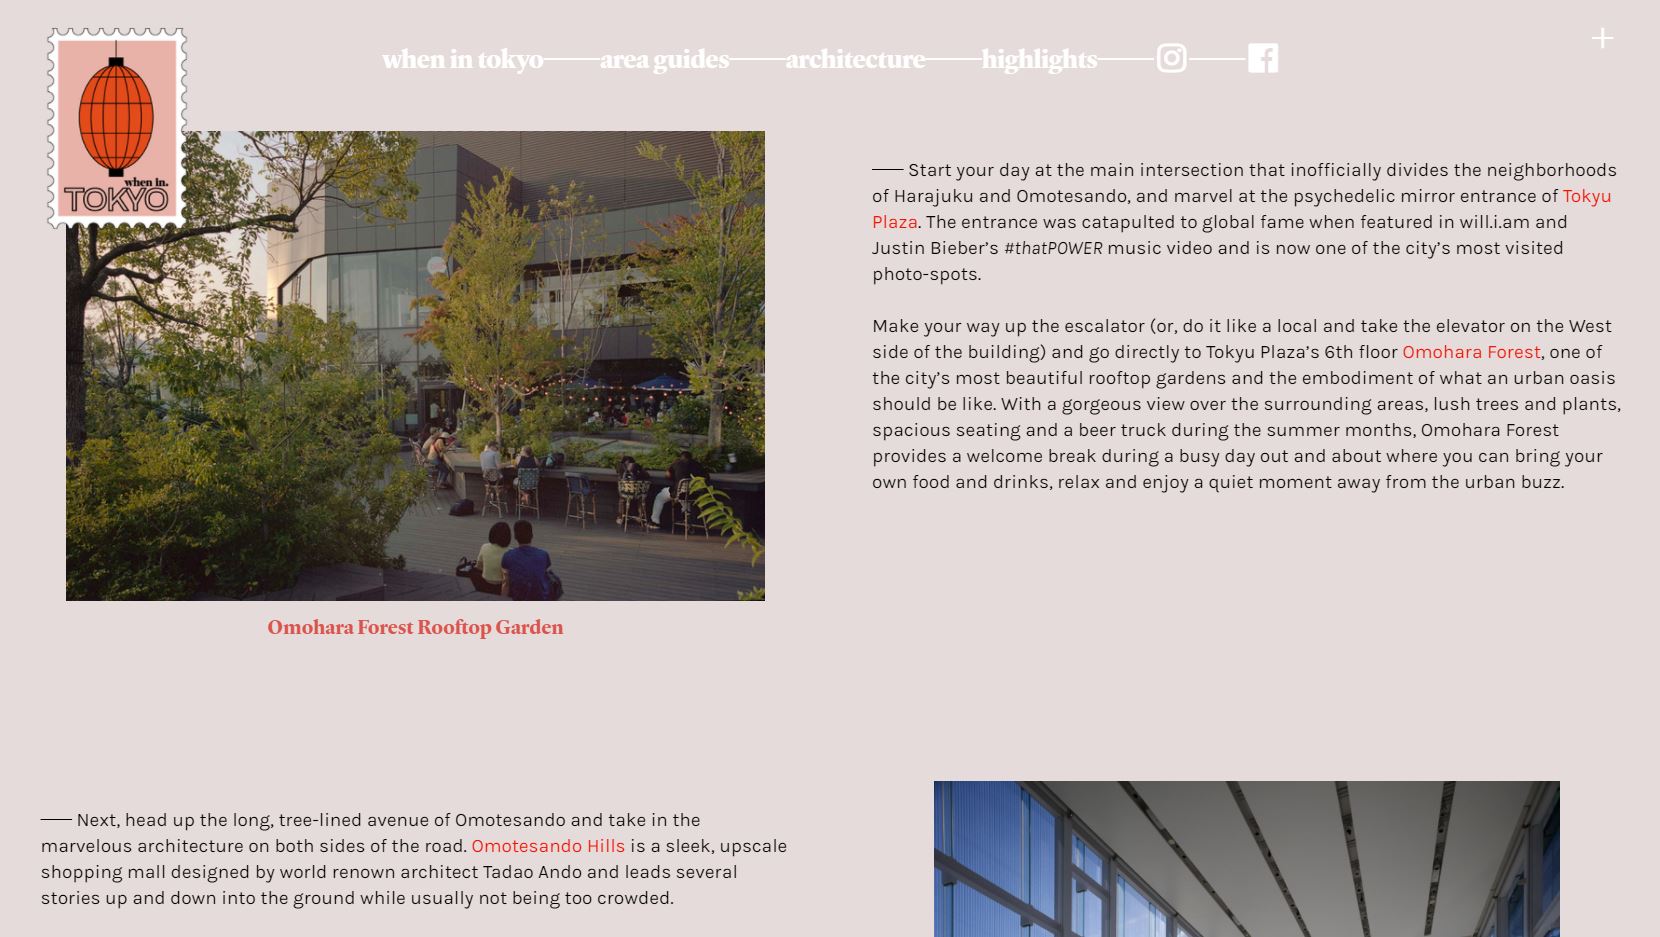 when in.
TOKYO
when in tokyo
area guides
architecture
highlights
Start your day at the main intersection that inofficially divides the neighborhoods
of Harajuku and Omotesando, and marvel at the psychedelic mirror entrance of Tokyu
Plaza. The entrance was catapulted to global fame when featured in will.i.am and
Justin Bieber’s #thatPOWER music video and is now one of the city’s most visited
photo-spots.
Make your way up the escalator (or, do it like a local and take the elevator on the West
side of the building) and go directly to Tokyu Plaza’s 6th floor Omohara Forest, one of
the city’s most beautiful rooftop gardens and the embodiment of what an urban oasis
should be like. With a gorgeous view over the surrounding areas, lush trees and plants,
spacious seating and a beer truck during the summer months, Omohara Forest
provides a welcome break during a busy day out and about where you can bring your
own food and drinks, relax and enjoy a quiet moment away from the urban buzz.
Omohara Forest Rooftop Garden
Next, head up the long, tree-lined avenue of Omotesando and take in the
marvelous architecture on both sides of the road. Omotesando Hills is a sleek, upscale
shopping mall designed by world renown architect Tadao Ando and leads several
stories up and down into the ground while usually not being too crowded.